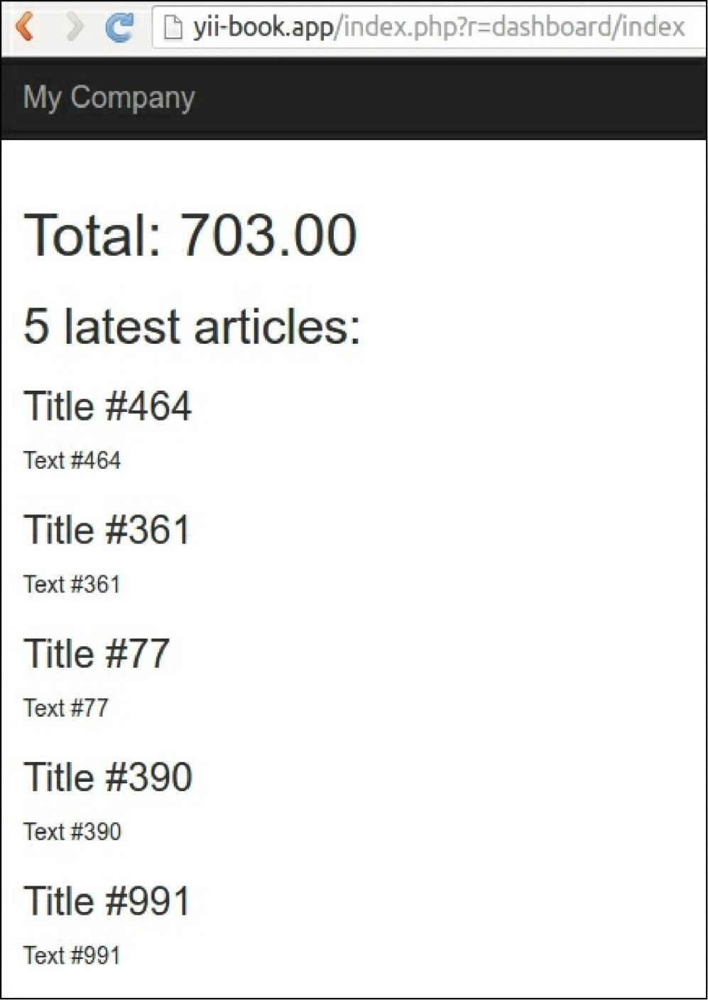 yii-book.app/index.php?r=dashboard/index
My Company
Total: 703.00
5 latest articles:
Title #464
Text #464
Title #361
Text #361
Title #77
Text #77
Title #390
Text #390
Title #991
Text #991